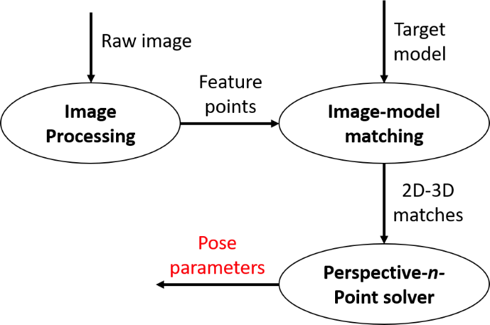 Raw image
Target
model
Feature
points
Image
Processing
Image-model
matching
2D-3D
matches
Pose
parameters
Perspective-n-
Point solver